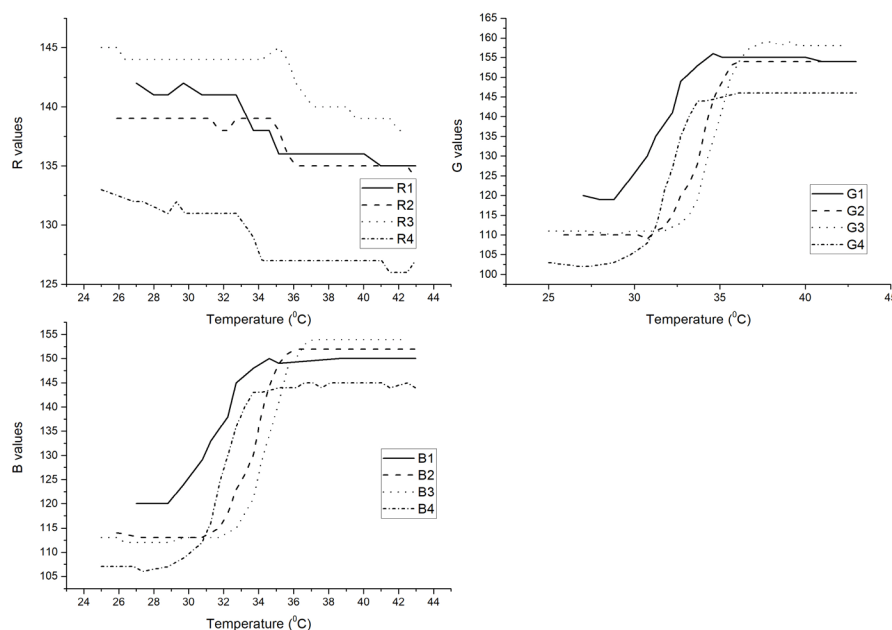 R values
145
140
135
130
125
24 26 28 30 32 34 36 38 40 42 44
Temperature (⁰C)
R1
R2
R3
R4
G values
165
160
155
150
145
140
135
130
125
120
115
110
105
100
25 30 35 40 45
Temperature (⁰C)
G1
G2
G3
G4
B values
155
150
145
140
135
130
125
120
115
110
105
24 26 28 30 32 34 36 38 40 42 44
Temperature (⁰C)
B1
B2
B3
B4